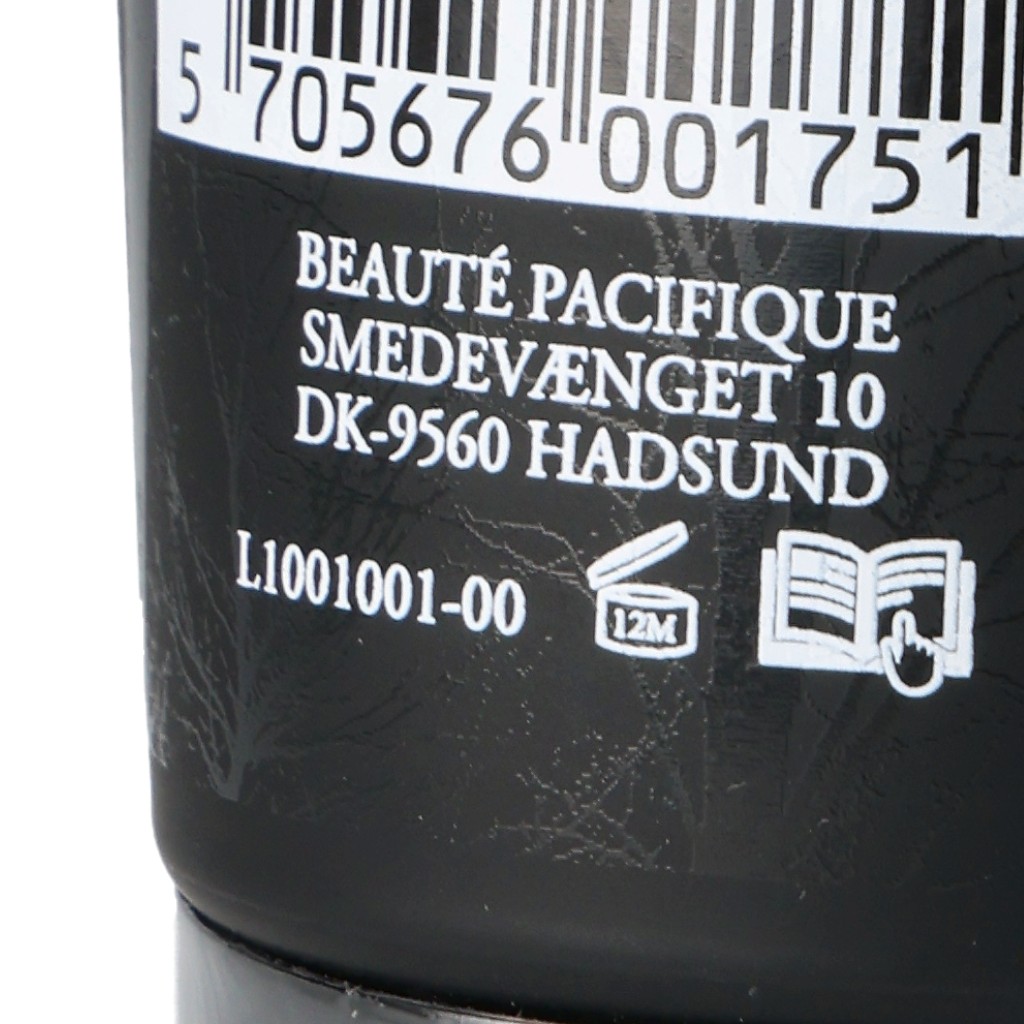 5 705676 001751
BEAUTÉ PACIFIQUE
SMEDEVÆNGET 10
DK-9560 HADSUND
L1001001-00
12M